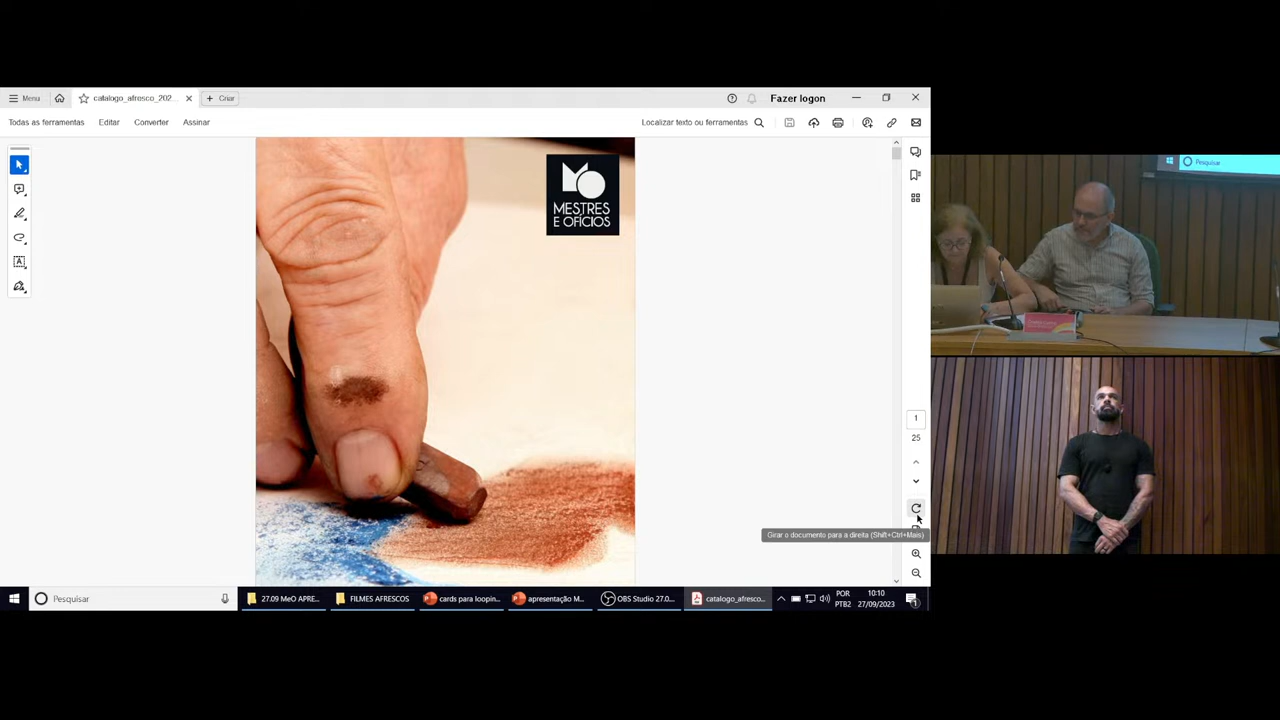 Menu
catalogo_afresco_202...
Criar
Fazer logon
Todas as ferramentas
Editar
Converter
Assinar
Localizar texto ou ferramentas
MESTRES
E OFÍCIOS
1
25
Girar o documento para a direita (Shift+Ctrl+Mais)
Pesquisar
27.09 MeO APRE...
FILMES AFRESCOS
cards para loopin...
apresentação M...
OBS Studio 27.0...
catalogo_afresco...
POR
PTB2
10:10
27/09/2023
1
Pesquisar